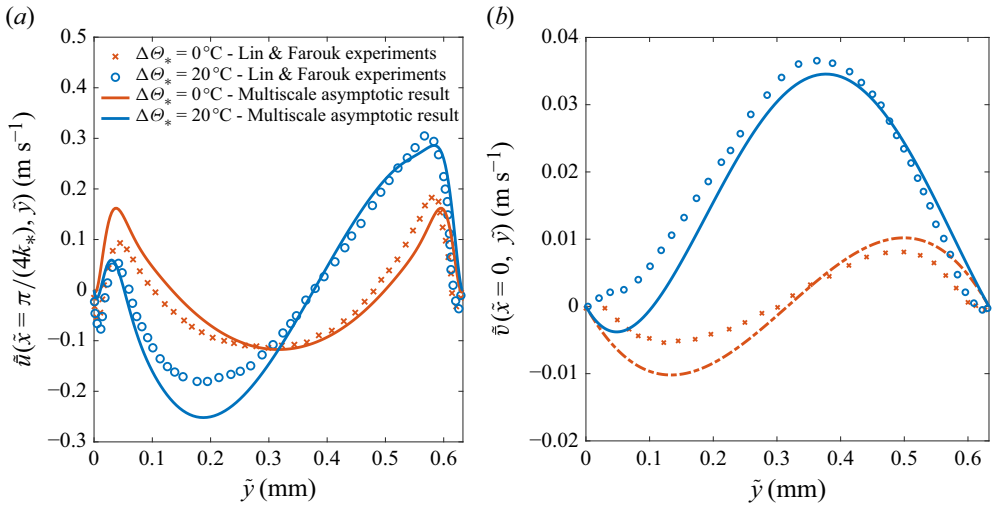 (a)
0.5
0.4
0.3
0.2
0.1
0
−0.1
−0.2
−0.3
ũ(x̃ = π/(4k*), ỹ) (m s⁻¹)
ΔΘ* = 0 °C - Lin & Farouk experiments
ΔΘ* = 20 °C - Lin & Farouk experiments
ΔΘ* = 0 °C - Multiscale asymptotic result
ΔΘ* = 20 °C - Multiscale asymptotic result
0 0.1 0.2 0.3 0.4 0.5 0.6
ỹ (mm)
(b)
0.04
0.03
0.02
0.01
0
−0.01
−0.02
ṽ(x̃ = 0, ỹ) (m s⁻¹)
0 0.1 0.2 0.3 0.4 0.5 0.6
ỹ (mm)